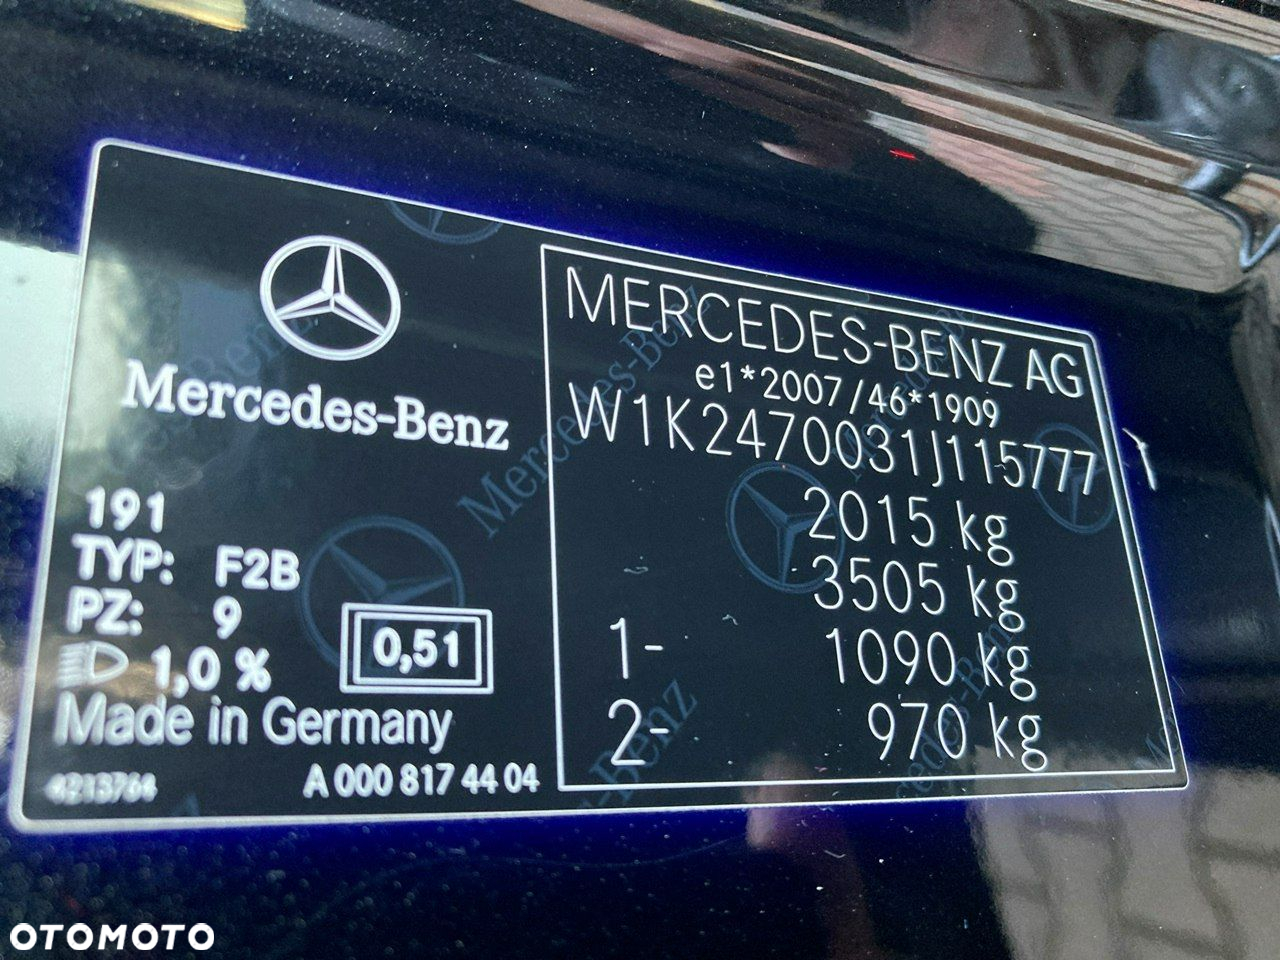 Mercedes-Benz
191
TYP: F2B
PZ: 9
1,0 %
0,51
Made in Germany
4213764
A 000 817 44 04
MERCEDES-BENZ AG
e1*2007/46*1909
W1K2470031J115777
2015 kg
3505 kg
1- 1090 kg
2- 970 kg
OTOMOTO